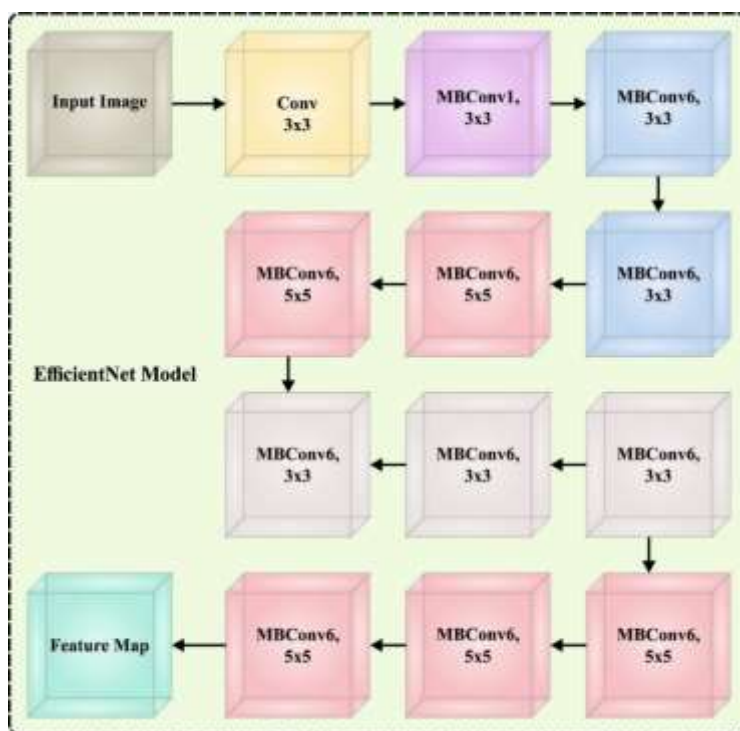 Input Image
Conv
3x3
MBConv1,
3x3
MBConv6,
3x3
MBConv6,
5x5
MBConv6,
5x5
MBConv6,
3x3
EfficientNet Model
MBConv6,
3x3
MBConv6,
3x3
MBConv6,
3x3
Feature Map
MBConv6,
5x5
MBConv6,
5x5
MBConv6,
5x5